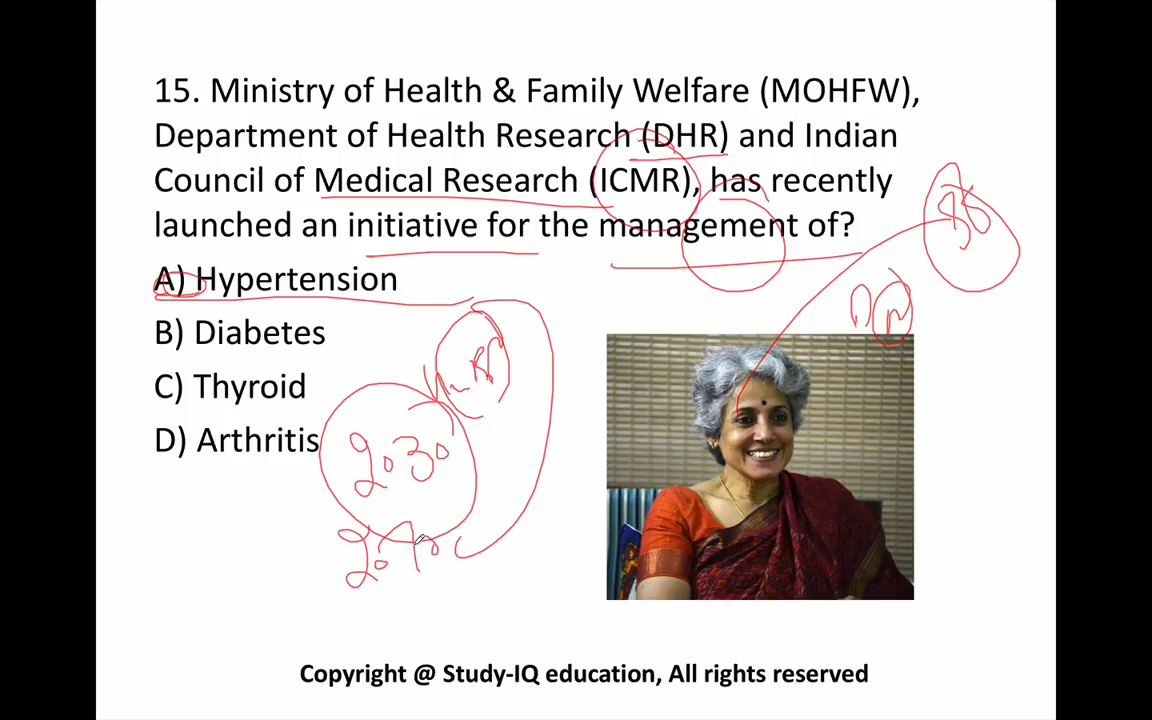 15. Ministry of Health & Family Welfare (MOHFW),
Department of Health Research (DHR) and Indian
Council of Medical Research (ICMR), has recently
launched an initiative for the management of?
A) Hypertension
B) Diabetes
C) Thyroid
D) Arthritis
2030
Copyright @ Study-IQ education, All rights reserved